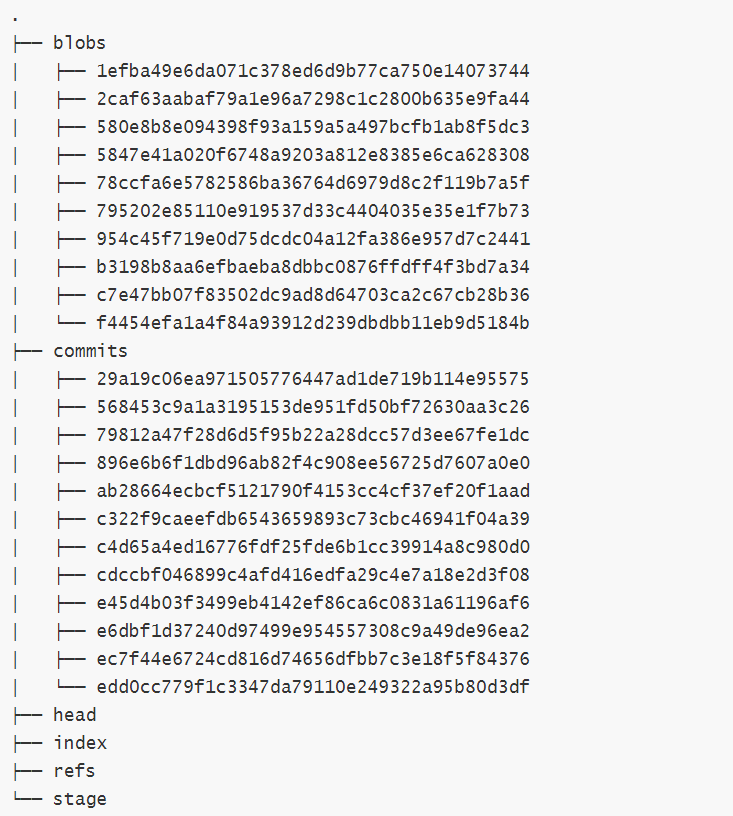 .
├── blobs
│   ├── 1efba49e6da071c378ed6d9b77ca750e14073744
│   ├── 2caf63aabaf79a1e96a7298c1c2800b635e9fa44
│   ├── 580e8b8e094398f93a159a5a497bcfb1ab8f5dc3
│   ├── 5847e41a020f6748a9203a812e8385e6ca628308
│   ├── 78ccfa6e5782586ba36764d6979d8c2f119b7a5f
│   ├── 795202e85110e919537d33c4404035e35e1f7b73
│   ├── 954c45f719e0d75dcdc04a12fa386e957d7c2441
│   ├── b3198b8aa6efbaeba8dbbc0876ffdff4f3bd7a34
│   ├── c7e47bb07f83502dc9ad8d64703ca2c67cb28b36
│   └── f4454efa1a4f84a93912d239dbdbb11eb9d5184b
├── commits
│   ├── 29a19c06ea971505776447ad1de719b114e95575
│   ├── 568453c9a1a3195153de951fd50bf72630aa3c26
│   ├── 79812a47f28d6d5f95b22a28dcc57d3ee67fe1dc
│   ├── 896e6b6f1dbd96ab82f4c908ee56725d7607a0e0
│   ├── ab28664ecbcf5121790f4153cc4cf37ef20f1aad
│   ├── c322f9caeefdb6543659893c73cbc46941f04a39
│   ├── c4d65a4ed16776fdf25fde6b1cc39914a8c980d0
│   ├── cdccbf046899c4afd416edfa29c4e7a18e2d3f08
│   ├── e45d4b03f3499eb4142ef86ca6c0831a61196af6
│   ├── e6dbf1d37240d97499e954557308c9a49de96ea2
│   ├── ec7f44e6724cd816d74656dfbb7c3e18f5f84376
│   └── edd0cc779f1c3347da79110e249322a95b80d3df
├── head
├── index
├── refs
└── stage